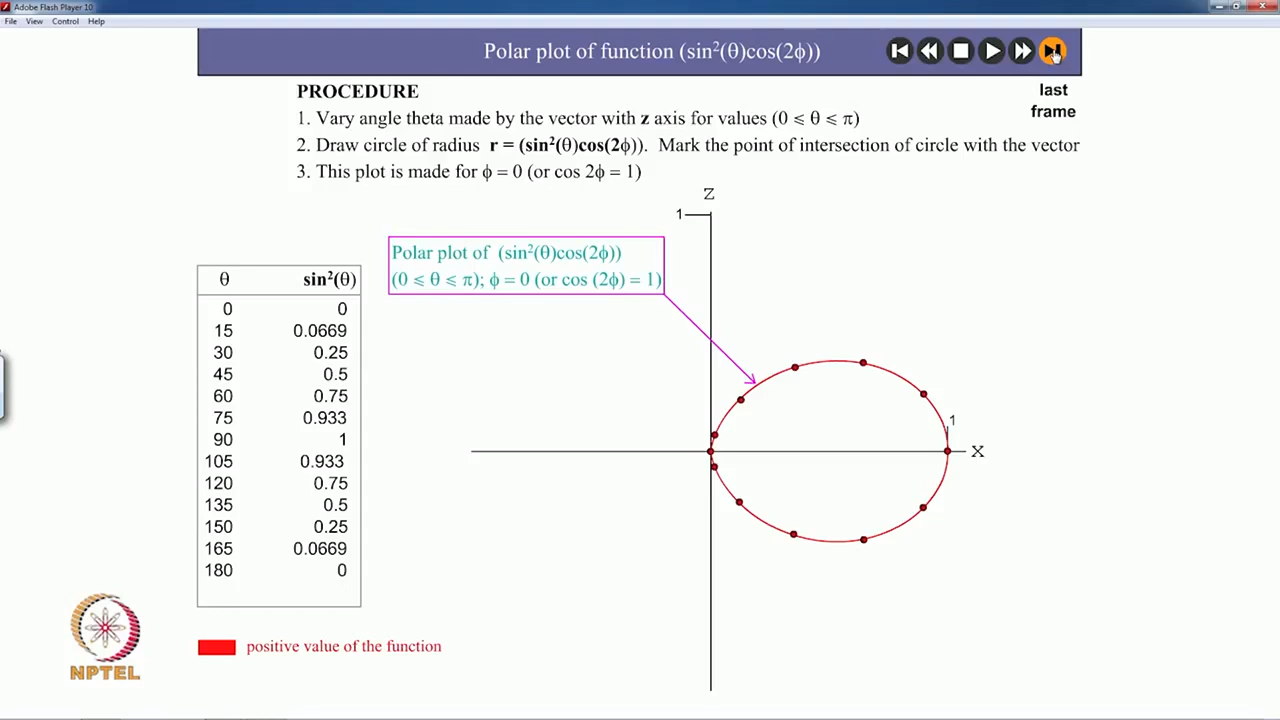 Adobe Flash Player 10
File View Control Help
Polar plot of function (sin²(θ)cos(2ϕ))
last
frame
PROCEDURE
1. Vary angle theta made by the vector with z axis for values (0 ⩽ θ ⩽ π)
2. Draw circle of radius r = (sin²(θ)cos(2ϕ)). Mark the point of intersection of circle with the vector
3. This plot is made for ϕ = 0 (or cos 2ϕ = 1)
Z
1
Polar plot of (sin²(θ)cos(2ϕ))
(0 ⩽ θ ⩽ π); ϕ = 0 (or cos (2ϕ) = 1)
θ sin²(θ)
0 0
15 0.0669
30 0.25
45 0.5
60 0.75
75 0.933
90 1
105 0.933
120 0.75
135 0.5
150 0.25
165 0.0669
180 0
1
X
positive value of the function
NPTEL